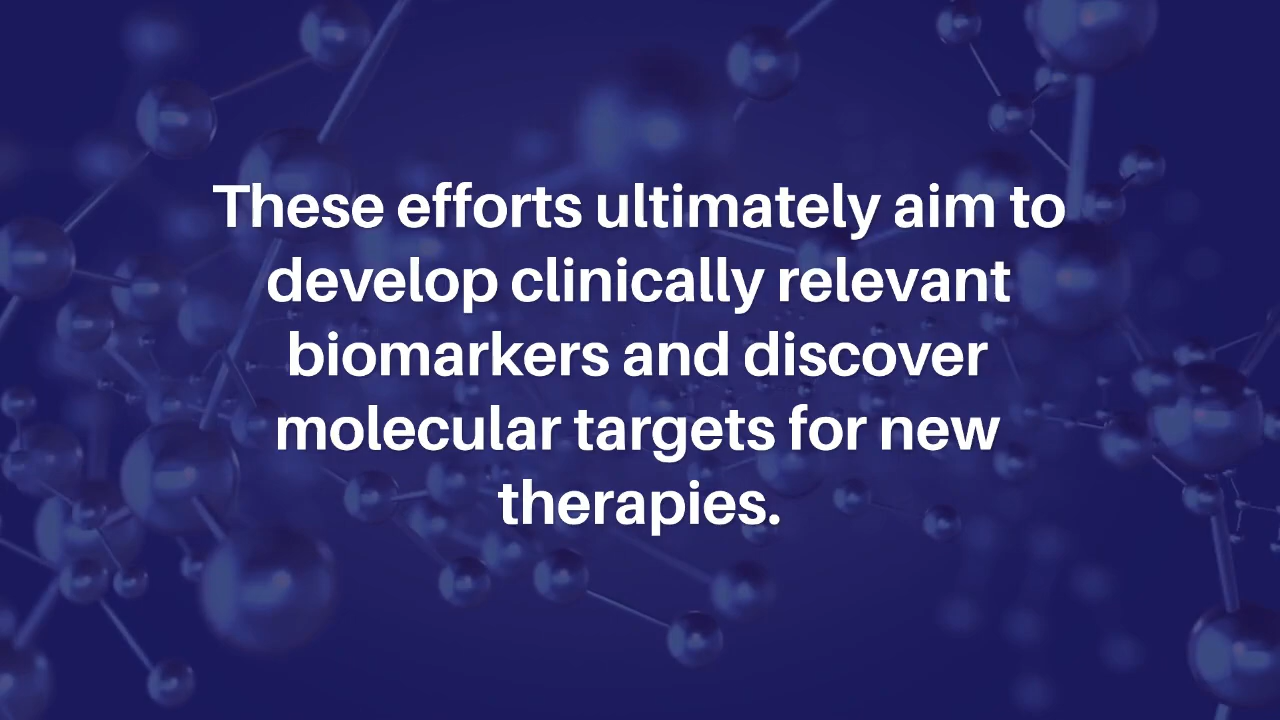 These efforts ultimately aim to
develop clinically relevant
biomarkers and discover
molecular targets for new
therapies.